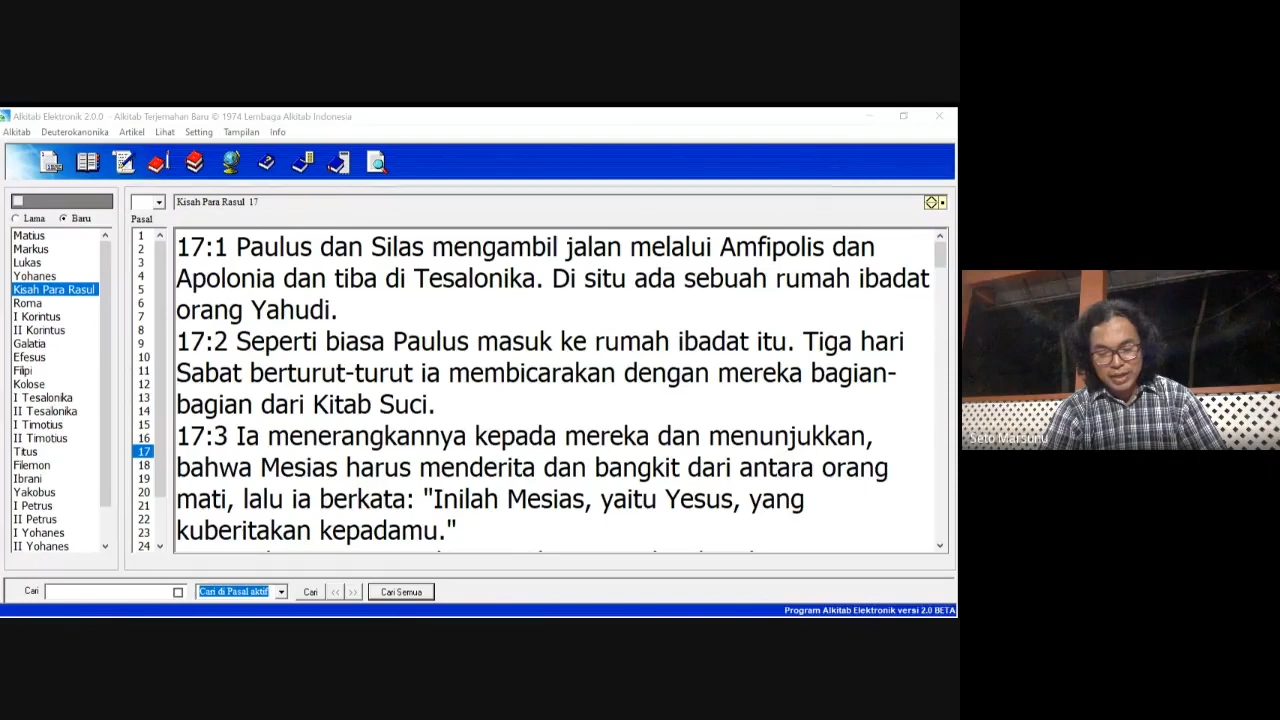 Alkitab Elektronik 2.0.0 - Alkitab Terjemahan Baru © 1974 Lembaga Alkitab Indonesia
Alkitab Deuterokanonika Artikel Lihat Setting Tampilan Info
Lama Baru
Matius
Markus
Lukas
Yohanes
Kisah Para Rasul
Roma
I Korintus
II Korintus
Galatia
Efesus
Filipi
Kolose
I Tesalonika
II Tesalonika
I Timotius
II Timotius
Titus
Filemon
Ibrani
Yakobus
I Petrus
II Petrus
I Yohanes
II Yohanes
Pasal
1
2
3
4
5
6
7
8
9
10
11
12
13
14
15
16
17
18
19
20
21
22
23
24
Kisah Para Rasul 17
17:1 Paulus dan Silas mengambil jalan melalui Amfipolis dan
Apolonia dan tiba di Tesalonika. Di situ ada sebuah rumah ibadat
orang Yahudi.
17:2 Seperti biasa Paulus masuk ke rumah ibadat itu. Tiga hari
Sabat berturut-turut ia membicarakan dengan mereka bagian-
bagian dari Kitab Suci.
17:3 Ia menerangkannya kepada mereka dan menunjukkan,
bahwa Mesias harus menderita dan bangkit dari antara orang
mati, lalu ia berkata: "Inilah Mesias, yaitu Yesus, yang
kuberitakan kepadamu."
Cari Cari di Pasal aktif Cari << >> Cari Semua
Program Alkitab Elektronik versi 2.0 BETA
Seto Marsunu